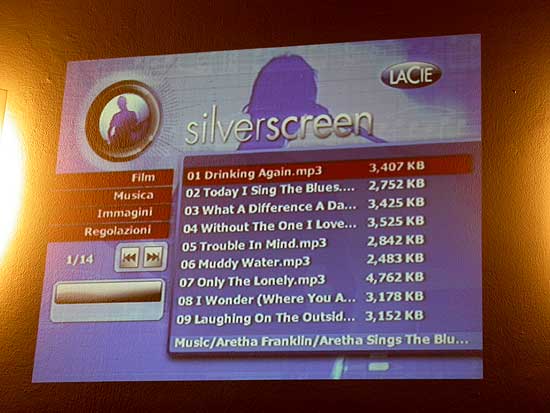 LACIE
silverscreen
Film
Musica
Immagini
Regolazioni
1/14
01 Drinking Again.mp3 3,407 KB
02 Today I Sing The Blues.... 2,752 KB
03 What A Difference A Da... 3,425 KB
04 Without The One I Love... 3,525 KB
05 Trouble In Mind.mp3 2,842 KB
06 Muddy Water.mp3 2,483 KB
07 Only The Lonely.mp3 4,762 KB
08 I Wonder (Where You A... 3,178 KB
09 Laughing On The Outsid... 3,152 KB
Music/Aretha Franklin/Aretha Sings The Blu...